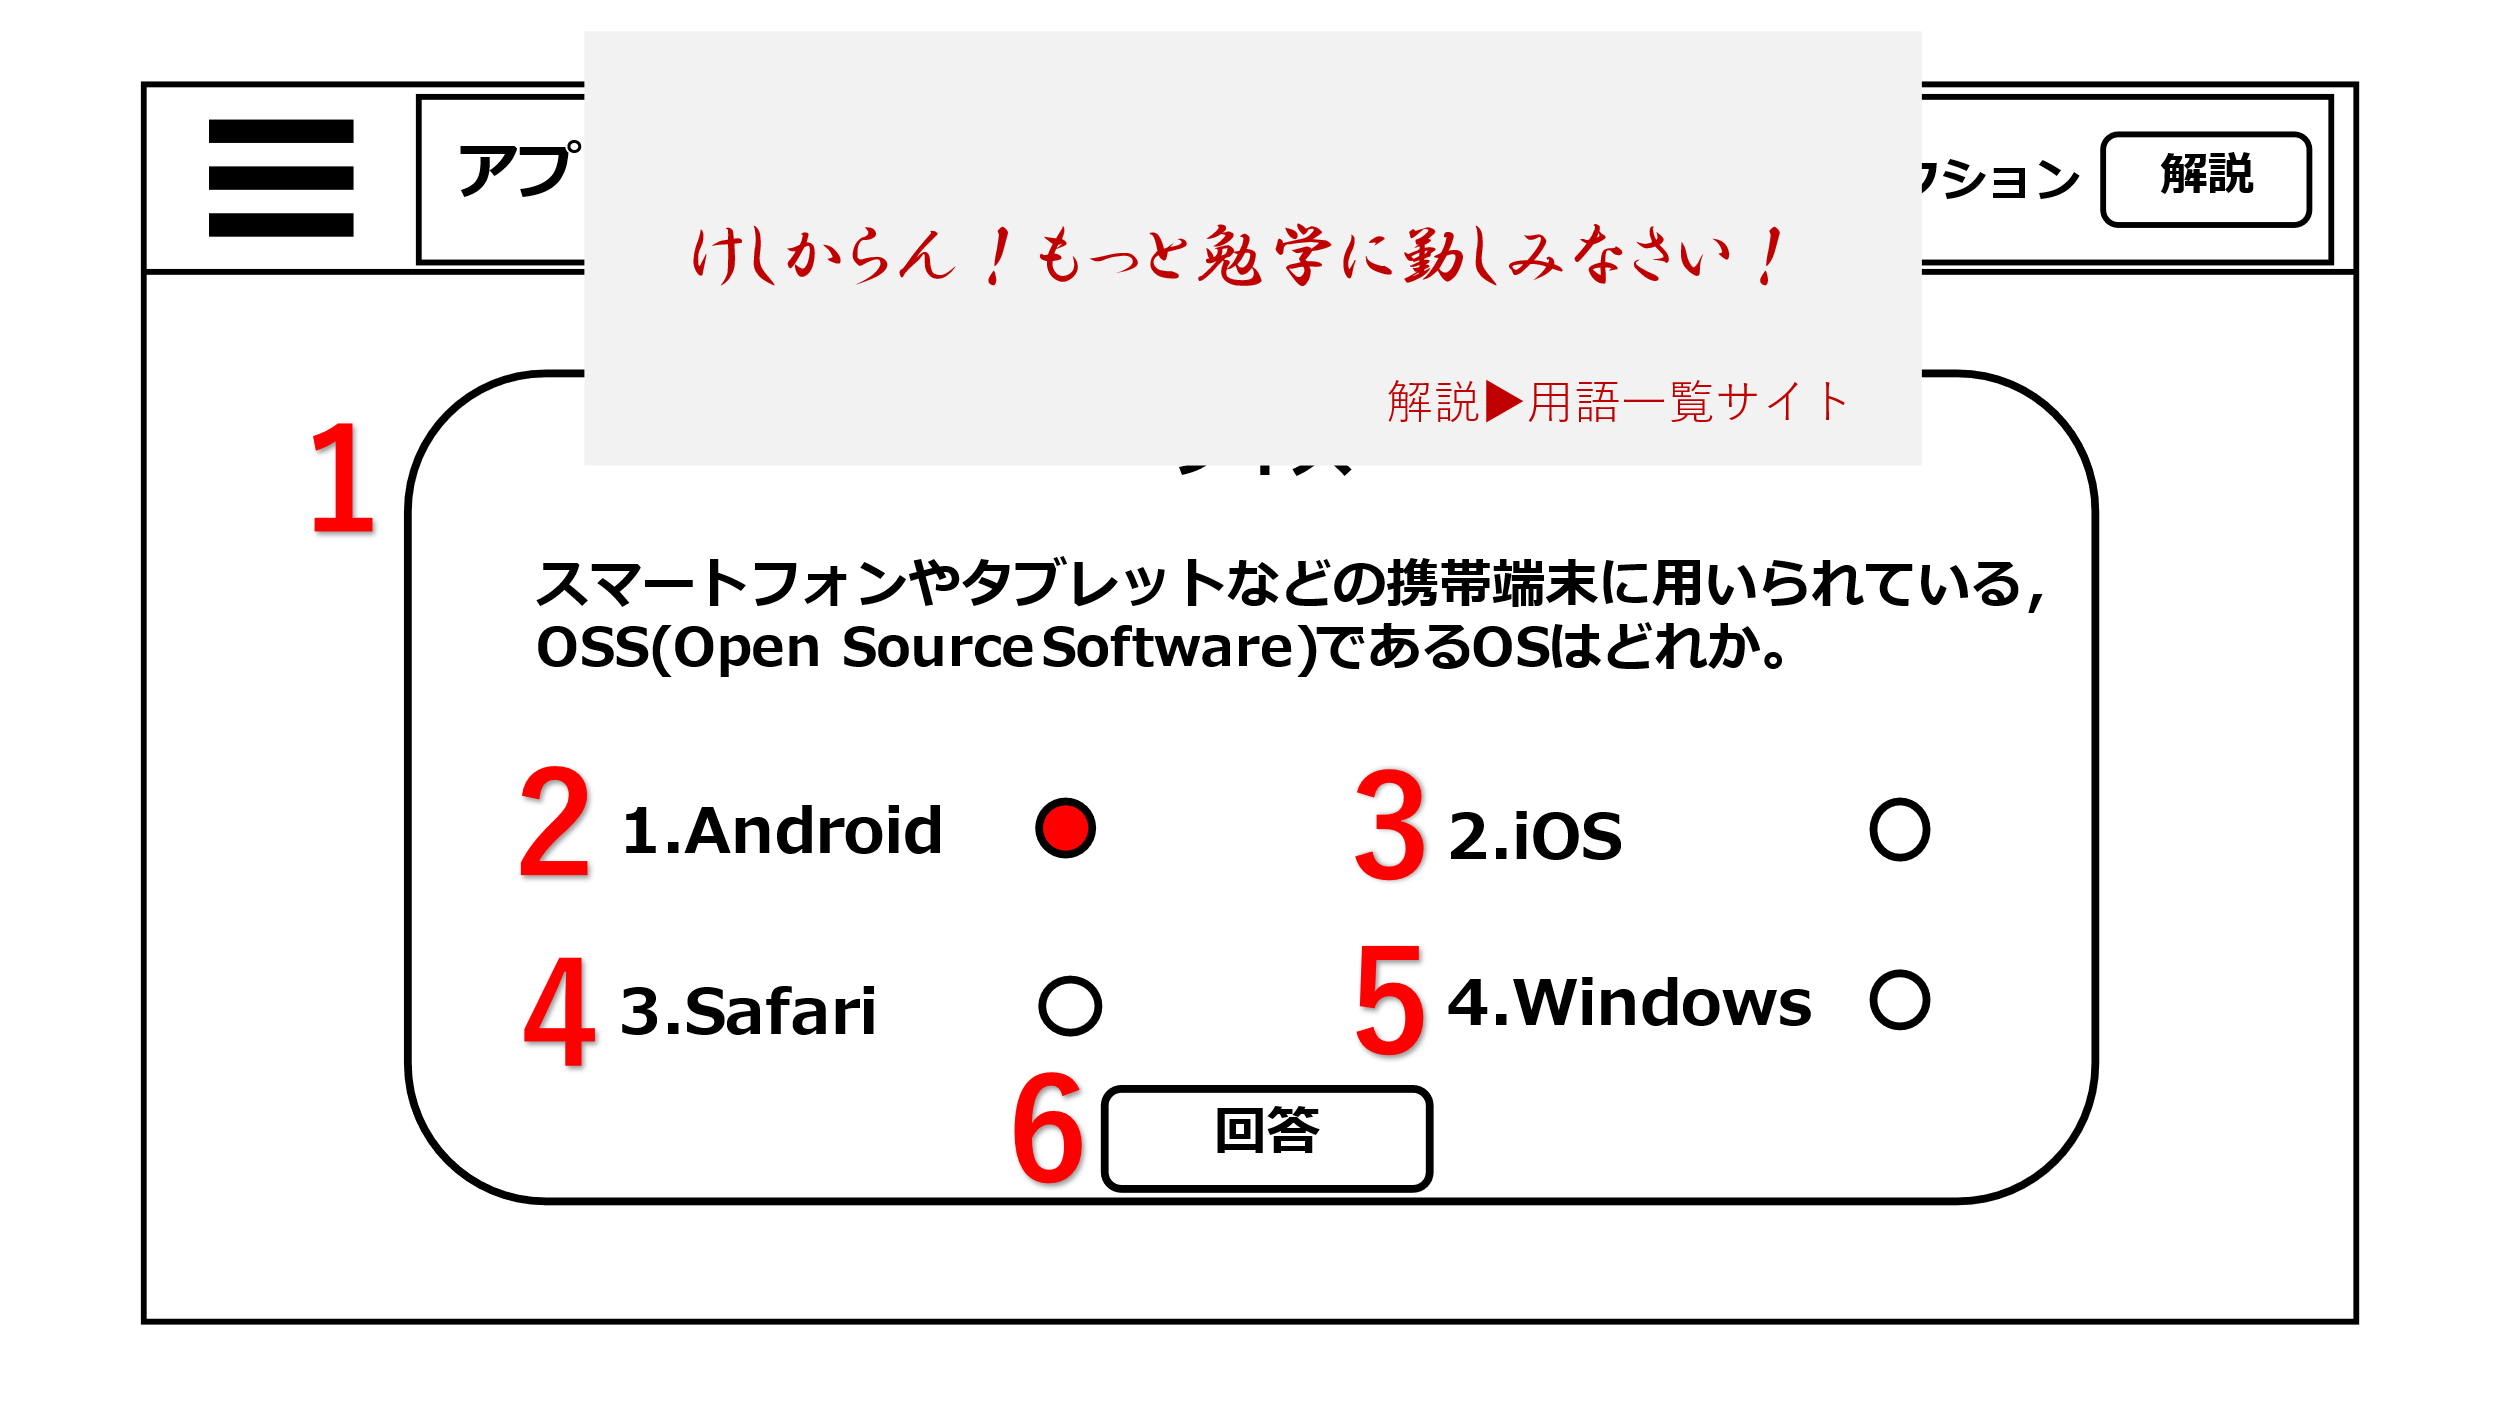 アプ
クション
解説
けしからん！もっと勉学に勤しみなさい！
解説▶用語一覧サイト
1
スマートフォンやタブレットなどの携帯端末に用いられている,
OSS(Open Source Software)であるOSはどれか。
2 1.Android
3 2.iOS
4 3.Safari
5 4.Windows
6 回答